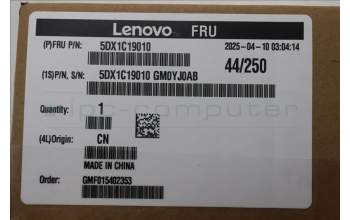 Lenovo FRU
(P)FRU P/N: 5DX1C19010 2025-04-10 03:04:14
44/250
(1S)P/N, S/N: 5DX1C19010 GM0YJ0AB
Quantity: 1
(4L)Origin: CN
MADE IN CHINA
Order: GMF015402353